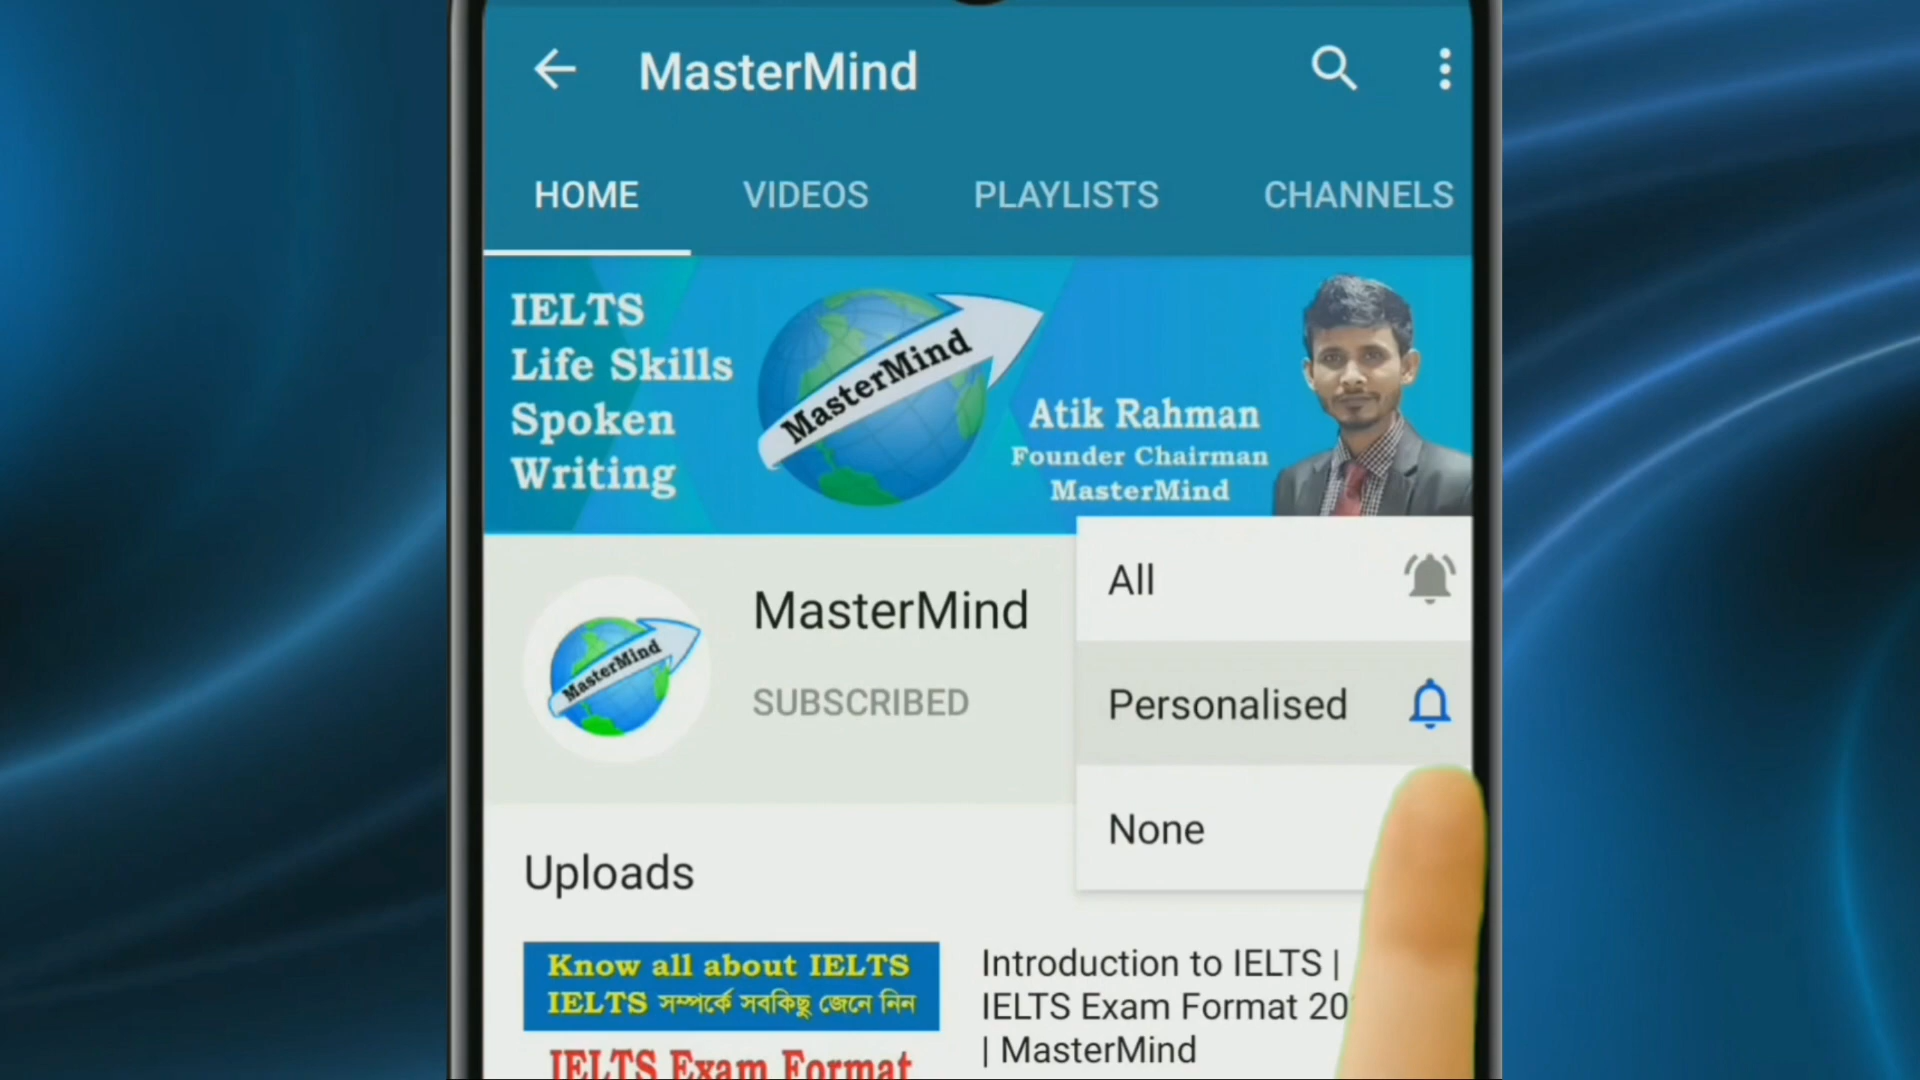 MasterMind
HOME VIDEOS PLAYLISTS CHANNELS
IELTS
Life Skills
Spoken
Writing
MasterMind
Atik Rahman
Founder Chairman
MasterMind
MasterMind
MasterMind
SUBSCRIBED
All
Personalised
None
Uploads
Know all about IELTS
IELTS সম্পর্কে সবকিছু জেনে নিন
IELTS Exam Format
Introduction to IELTS |
IELTS Exam Format 20
| MasterMind